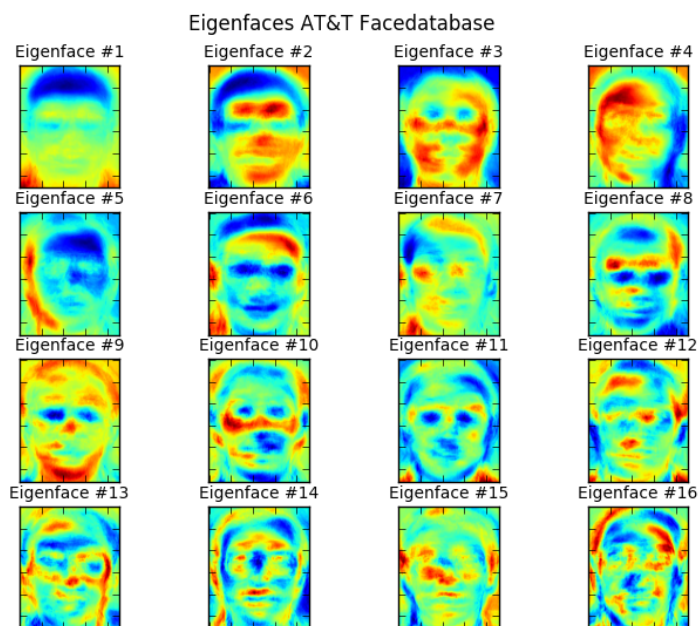 Eigenfaces AT&T Facedatabase
Eigenface #1 Eigenface #2 Eigenface #3 Eigenface #4
Eigenface #5 Eigenface #6 Eigenface #7 Eigenface #8
Eigenface #9 Eigenface #10 Eigenface #11 Eigenface #12
Eigenface #13 Eigenface #14 Eigenface #15 Eigenface #16